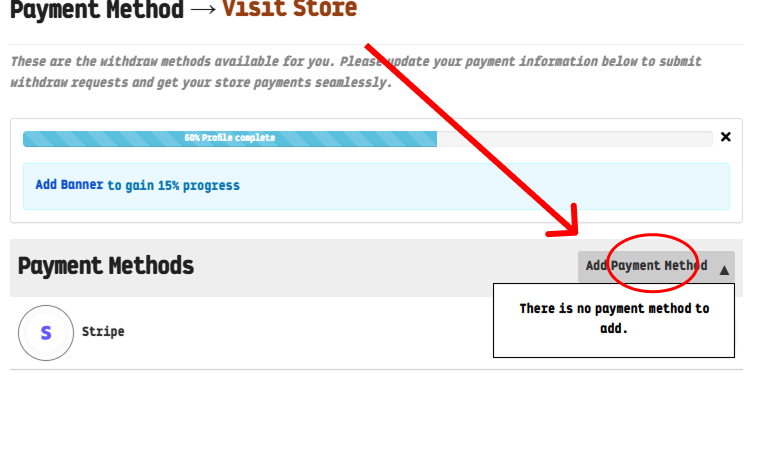 Payment Method → Visit Store
These are the withdraw methods available for you. Please update your payment information below to submit
withdraw requests and get your store payments seamlessly.
60% Profile complete
Add Banner to gain 15% progress
Payment Methods
Add Payment Method
There is no payment method to
add.
S
Stripe